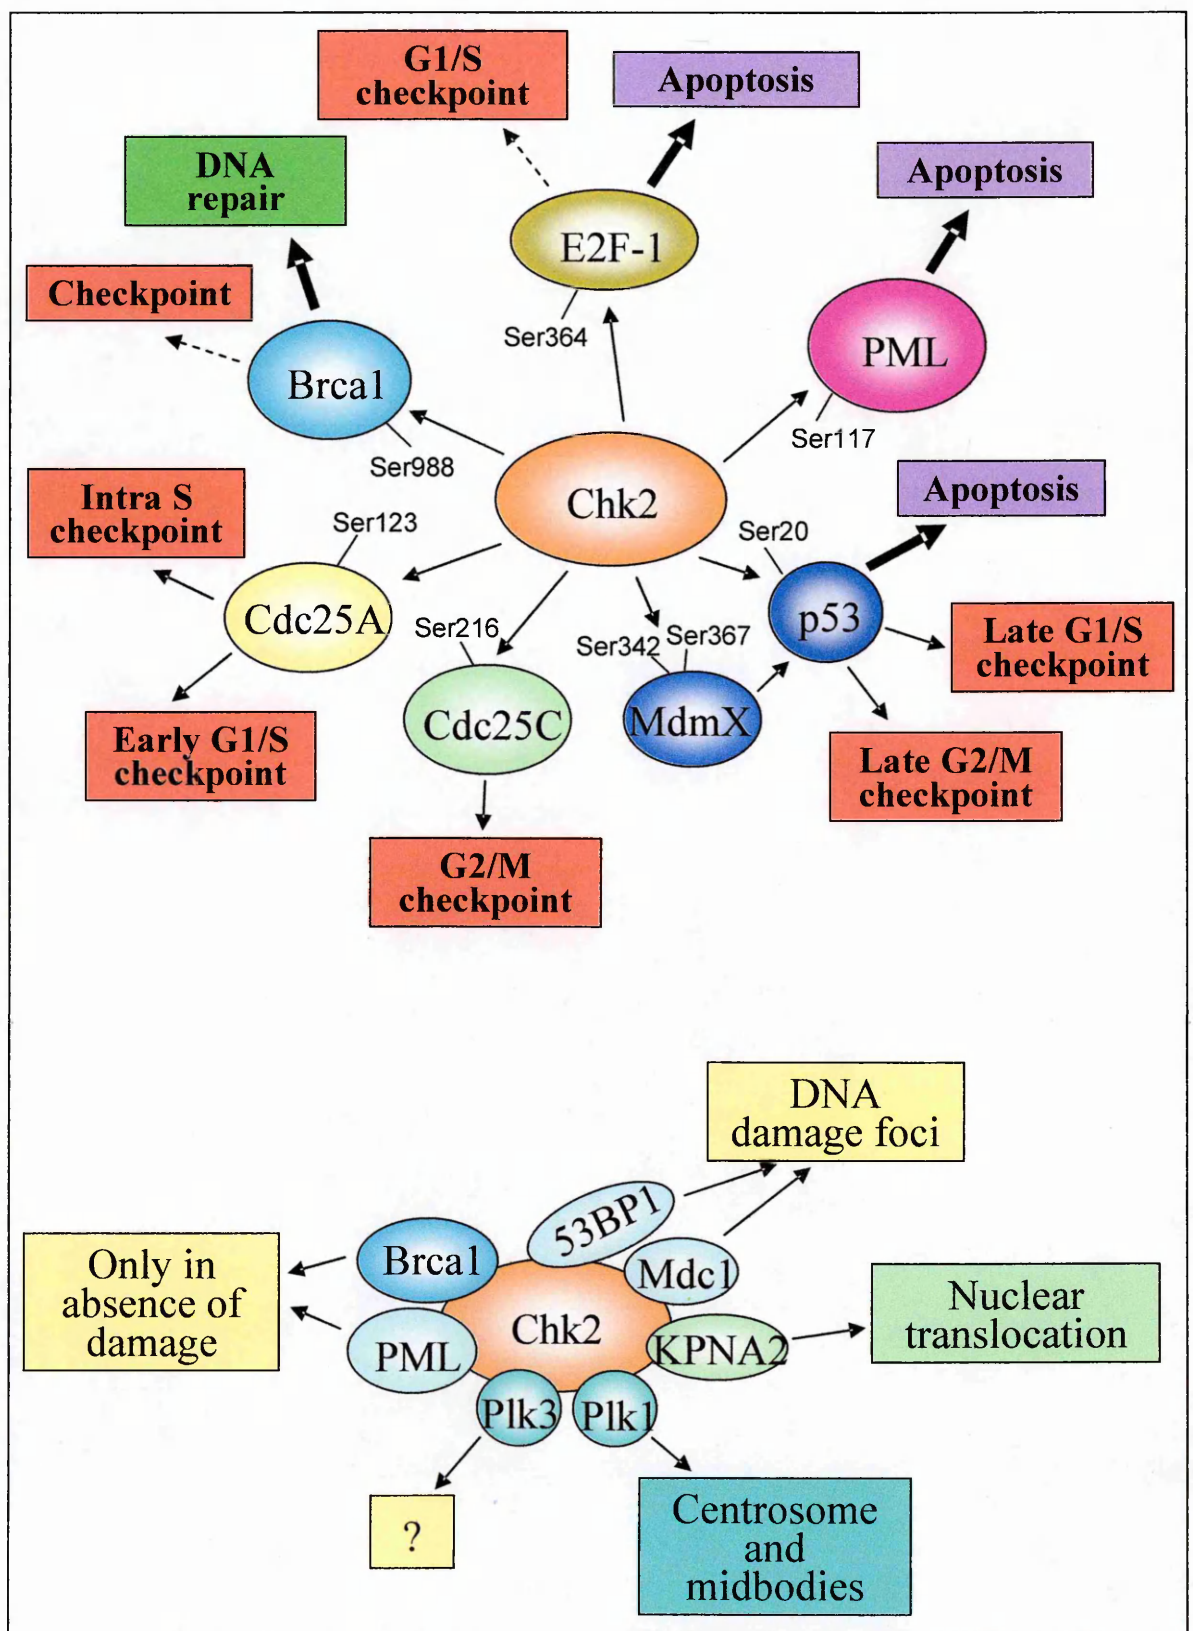 G1/S
checkpoint
Apoptosis
DNA
repair
Apoptosis
E2F-1
Checkpoint
Ser364
PML
Brca1
Ser117
Ser988
Chk2
Intra S
checkpoint
Apoptosis
Ser123
Ser20
Cdc25A
Ser216
Ser342
Ser367
p53
Late G1/S
checkpoint
Cdc25C
MdmX
Early G1/S
checkpoint
Late G2/M
checkpoint
G2/M
checkpoint
DNA
damage foci
53BP1
Brca1
Mdc1
Only in
absence of
damage
Chk2
Nuclear
translocation
PML
KPNA2
Plk3
Plk1
?
Centrosome
and
midbodies